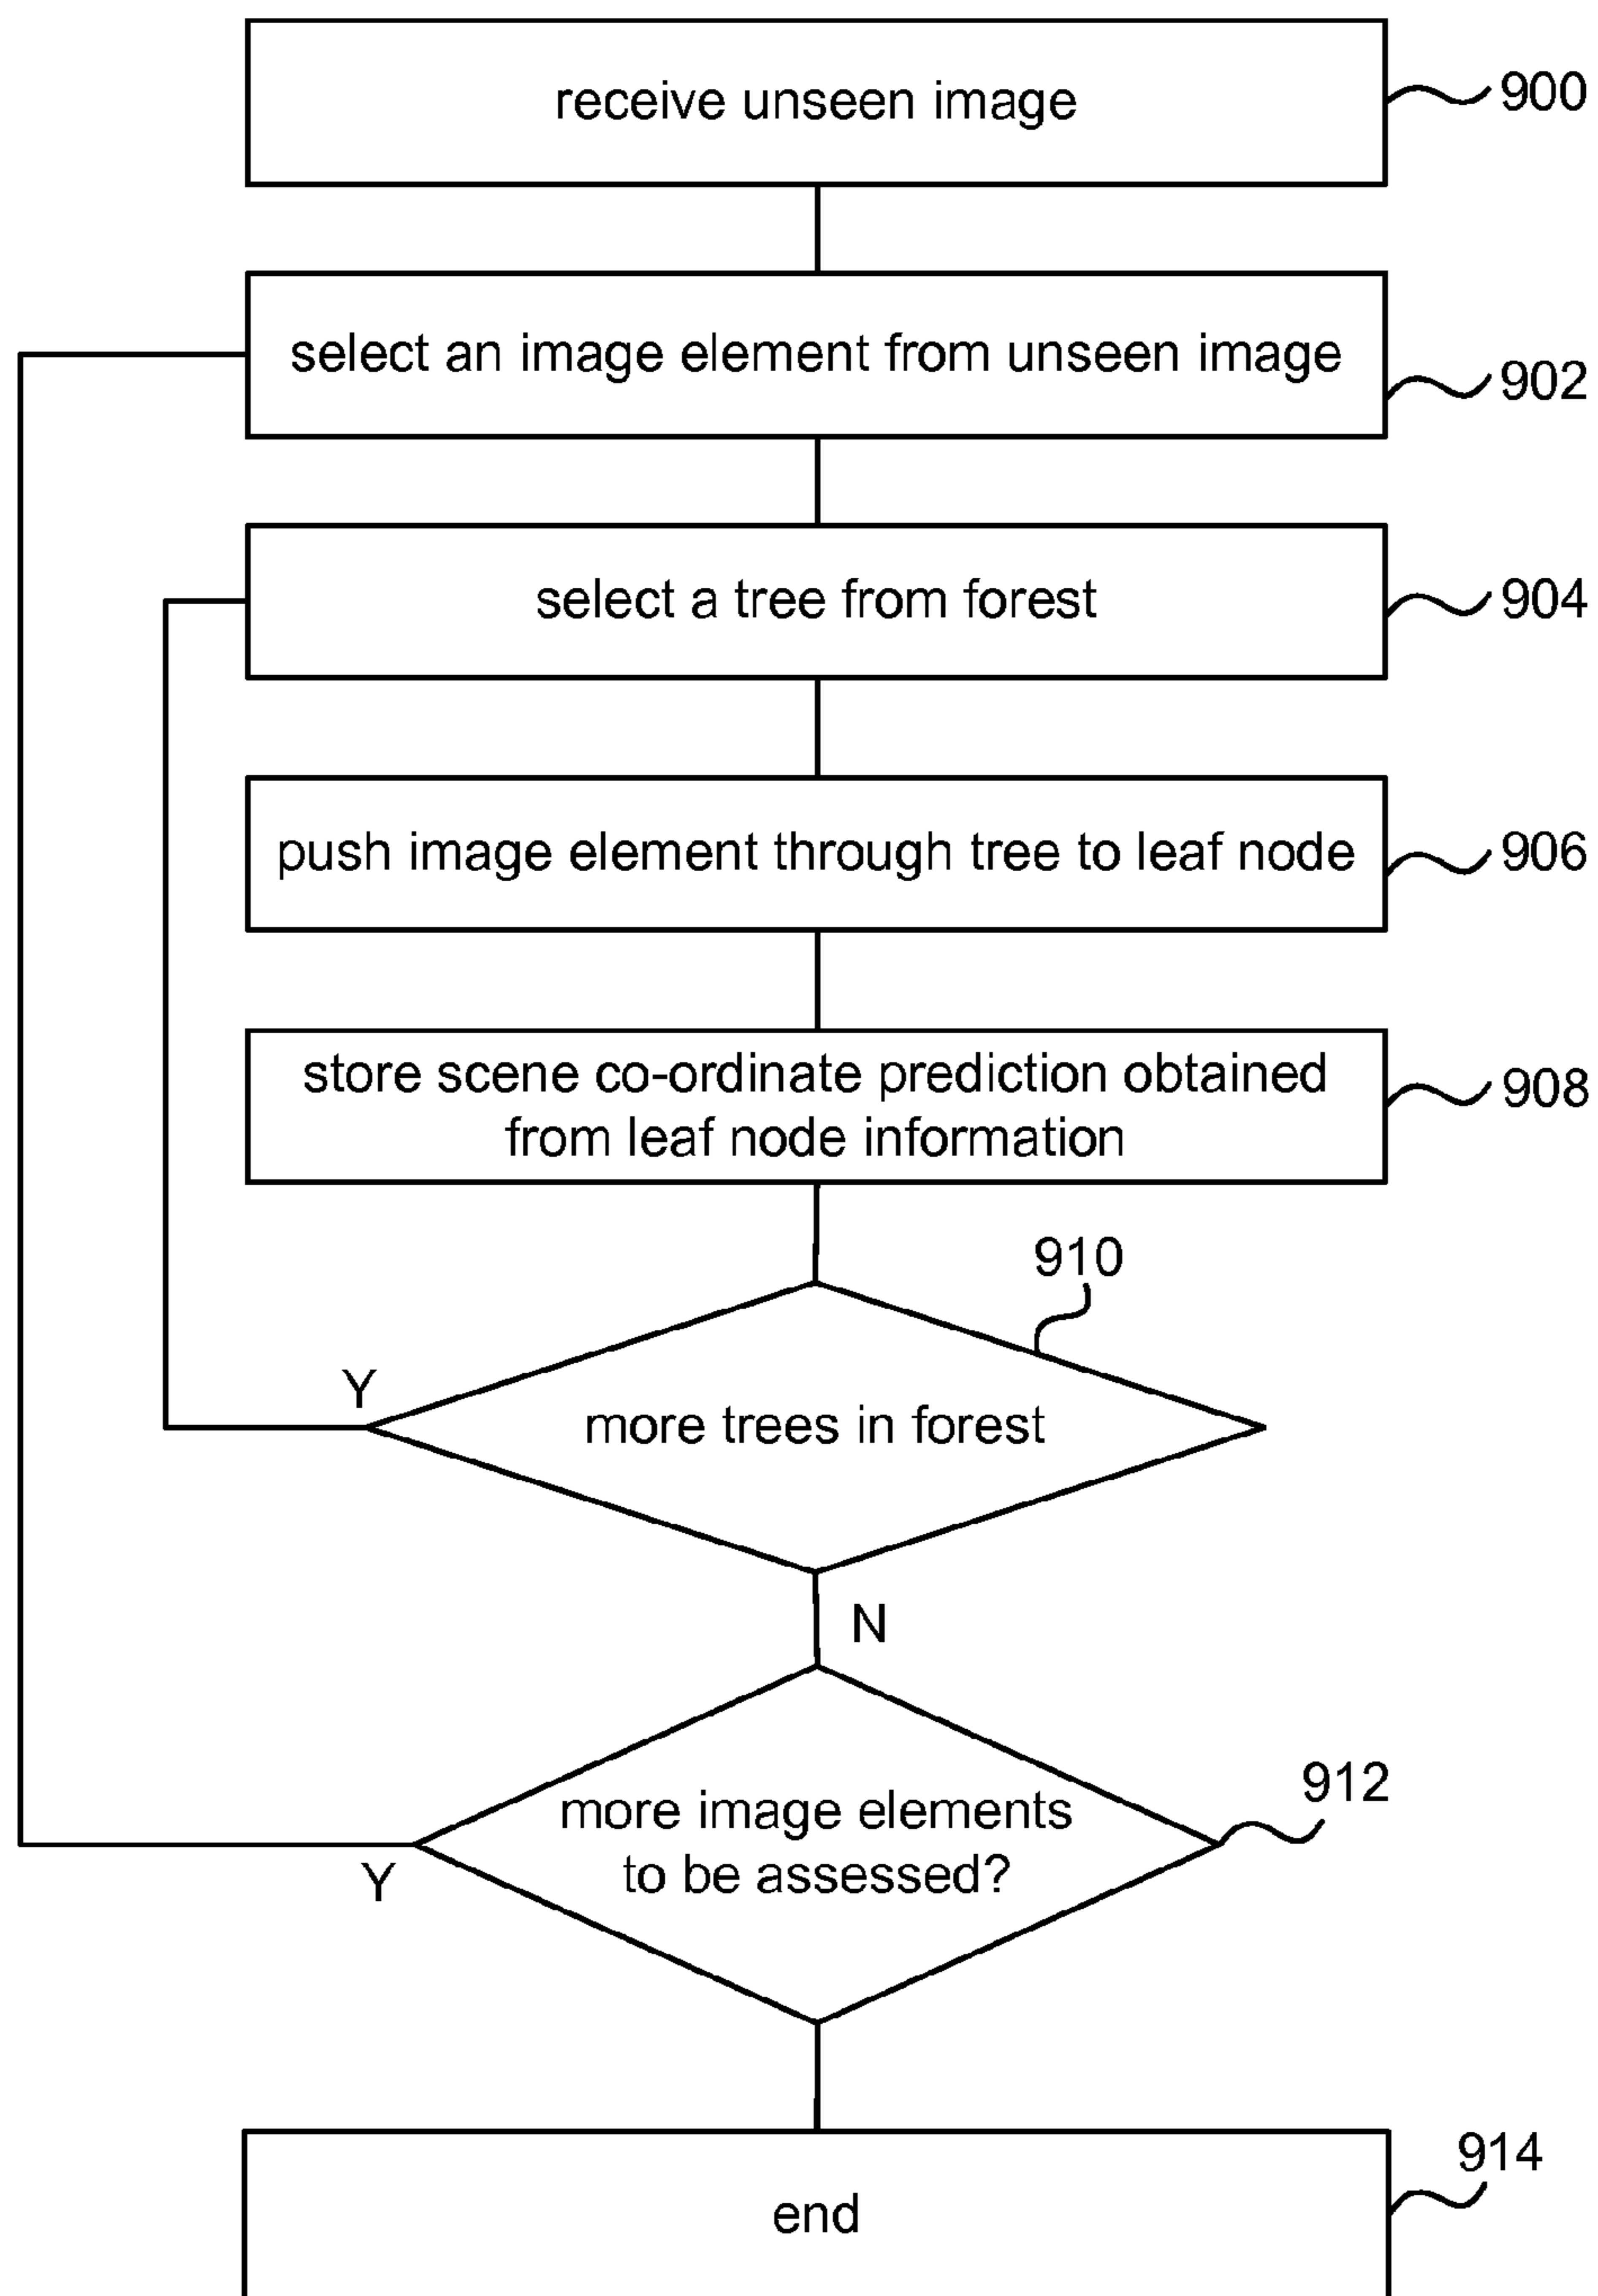 receive unseen image
900
select an image element from unseen image
902
select a tree from forest
904
push image element through tree to leaf node
906
store scene co-ordinate prediction obtained
from leaf node information
908
910
Y
more trees in forest
N
912
more image elements
to be assessed?
Y
914
end